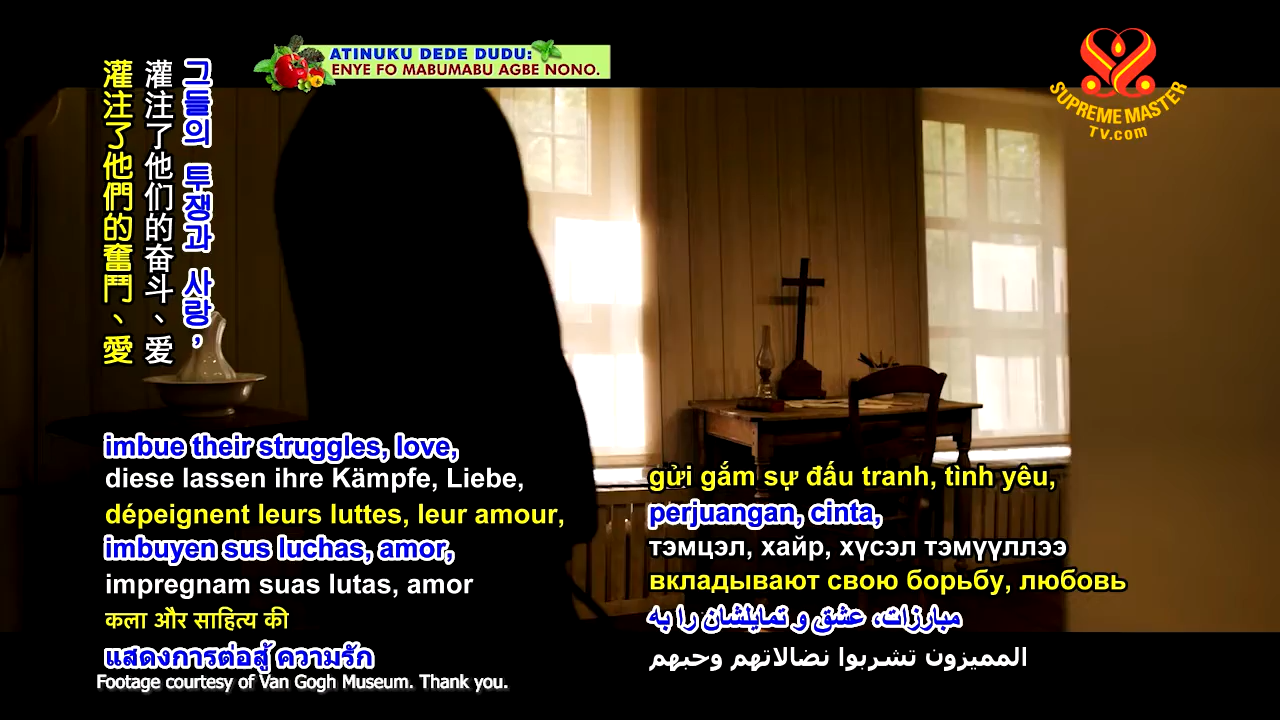 ATINUKU DEDE DUDU:
ENYE FO MABUMABU AGBE NONO.
SUPREME MASTER
TV.com
그들의 투쟁과 사랑,
灌注了他们的奋斗、爱
灌注了他們的奮鬥、愛
imbue their struggles, love,
diese lassen ihre Kämpfe, Liebe,
dépeignent leurs luttes, leur amour,
imbuyen sus luchas, amor,
impregnam suas lutas, amor
कला और साहित्य की
แสดงการต่อสู้ ความรัก
Footage courtesy of Van Gogh Museum. Thank you.
gửi gắm sự đấu tranh, tình yêu,
perjuangan, cinta,
тэмцэл, хайр, хүсэл тэмүүллээ
вкладывают свою борьбу, любовь
مبارزات، عشق و تمایلشان را به
المميزون تشربوا نضالاتهم وحبهم